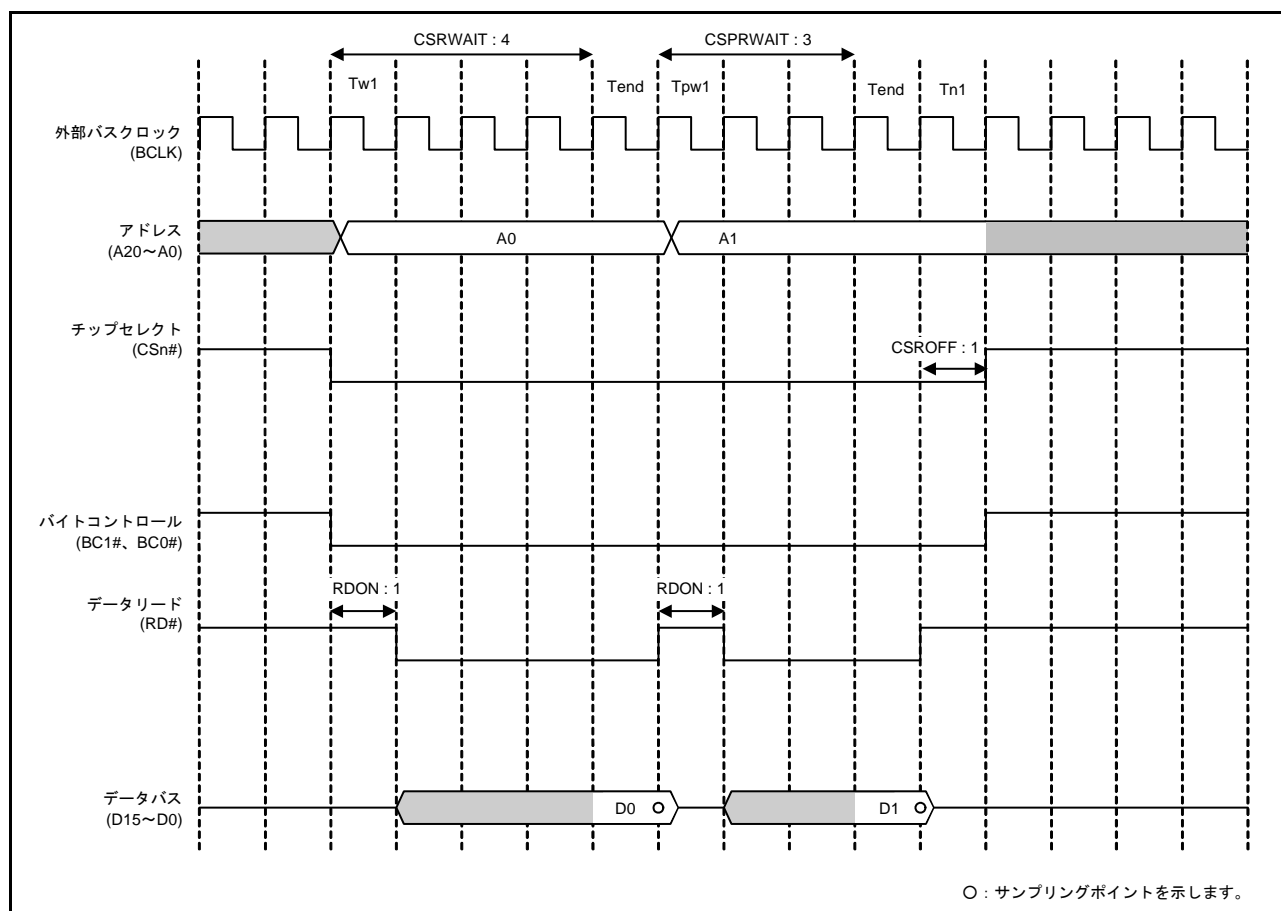 CSRWAIT : 4
CSPRWAIT : 3
Tw1
Tend
Tpw1
Tend
Tn1
外部バスクロック
(BCLK)
アドレス
(A20～A0)
A0
A1
チップセレクト
(CSn#)
CSROFF : 1
バイトコントロール
(BC1#、BC0#)
RDON : 1
RDON : 1
データリード
(RD#)
データバス
(D15～D0)
D0
D1
○ : サンプリングポイントを示します。